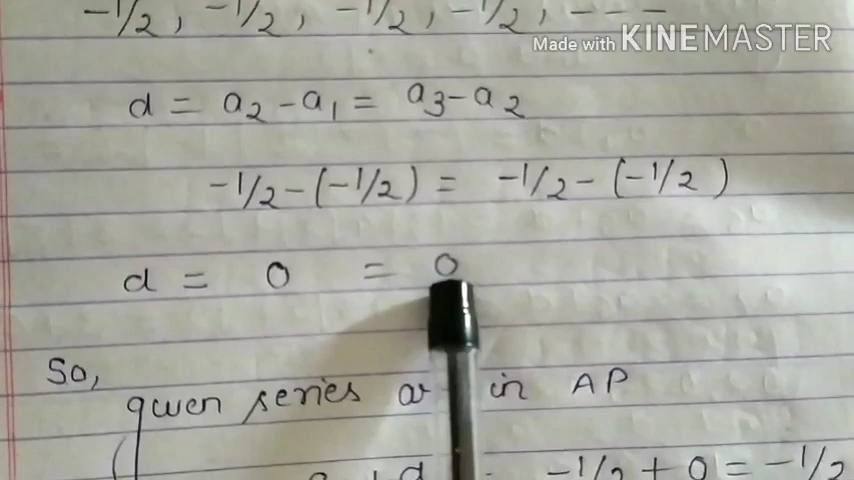 -1/2, -1/2, -1/2, -1/2, ---
Made with KINEMASTER
d = a₂ - a₁ = a₃ - a₂
-1/2 - (-1/2) = -1/2 - (-1/2)
d = 0 = 0
So,
given series in AP
-1/2 + 0 = -1/2